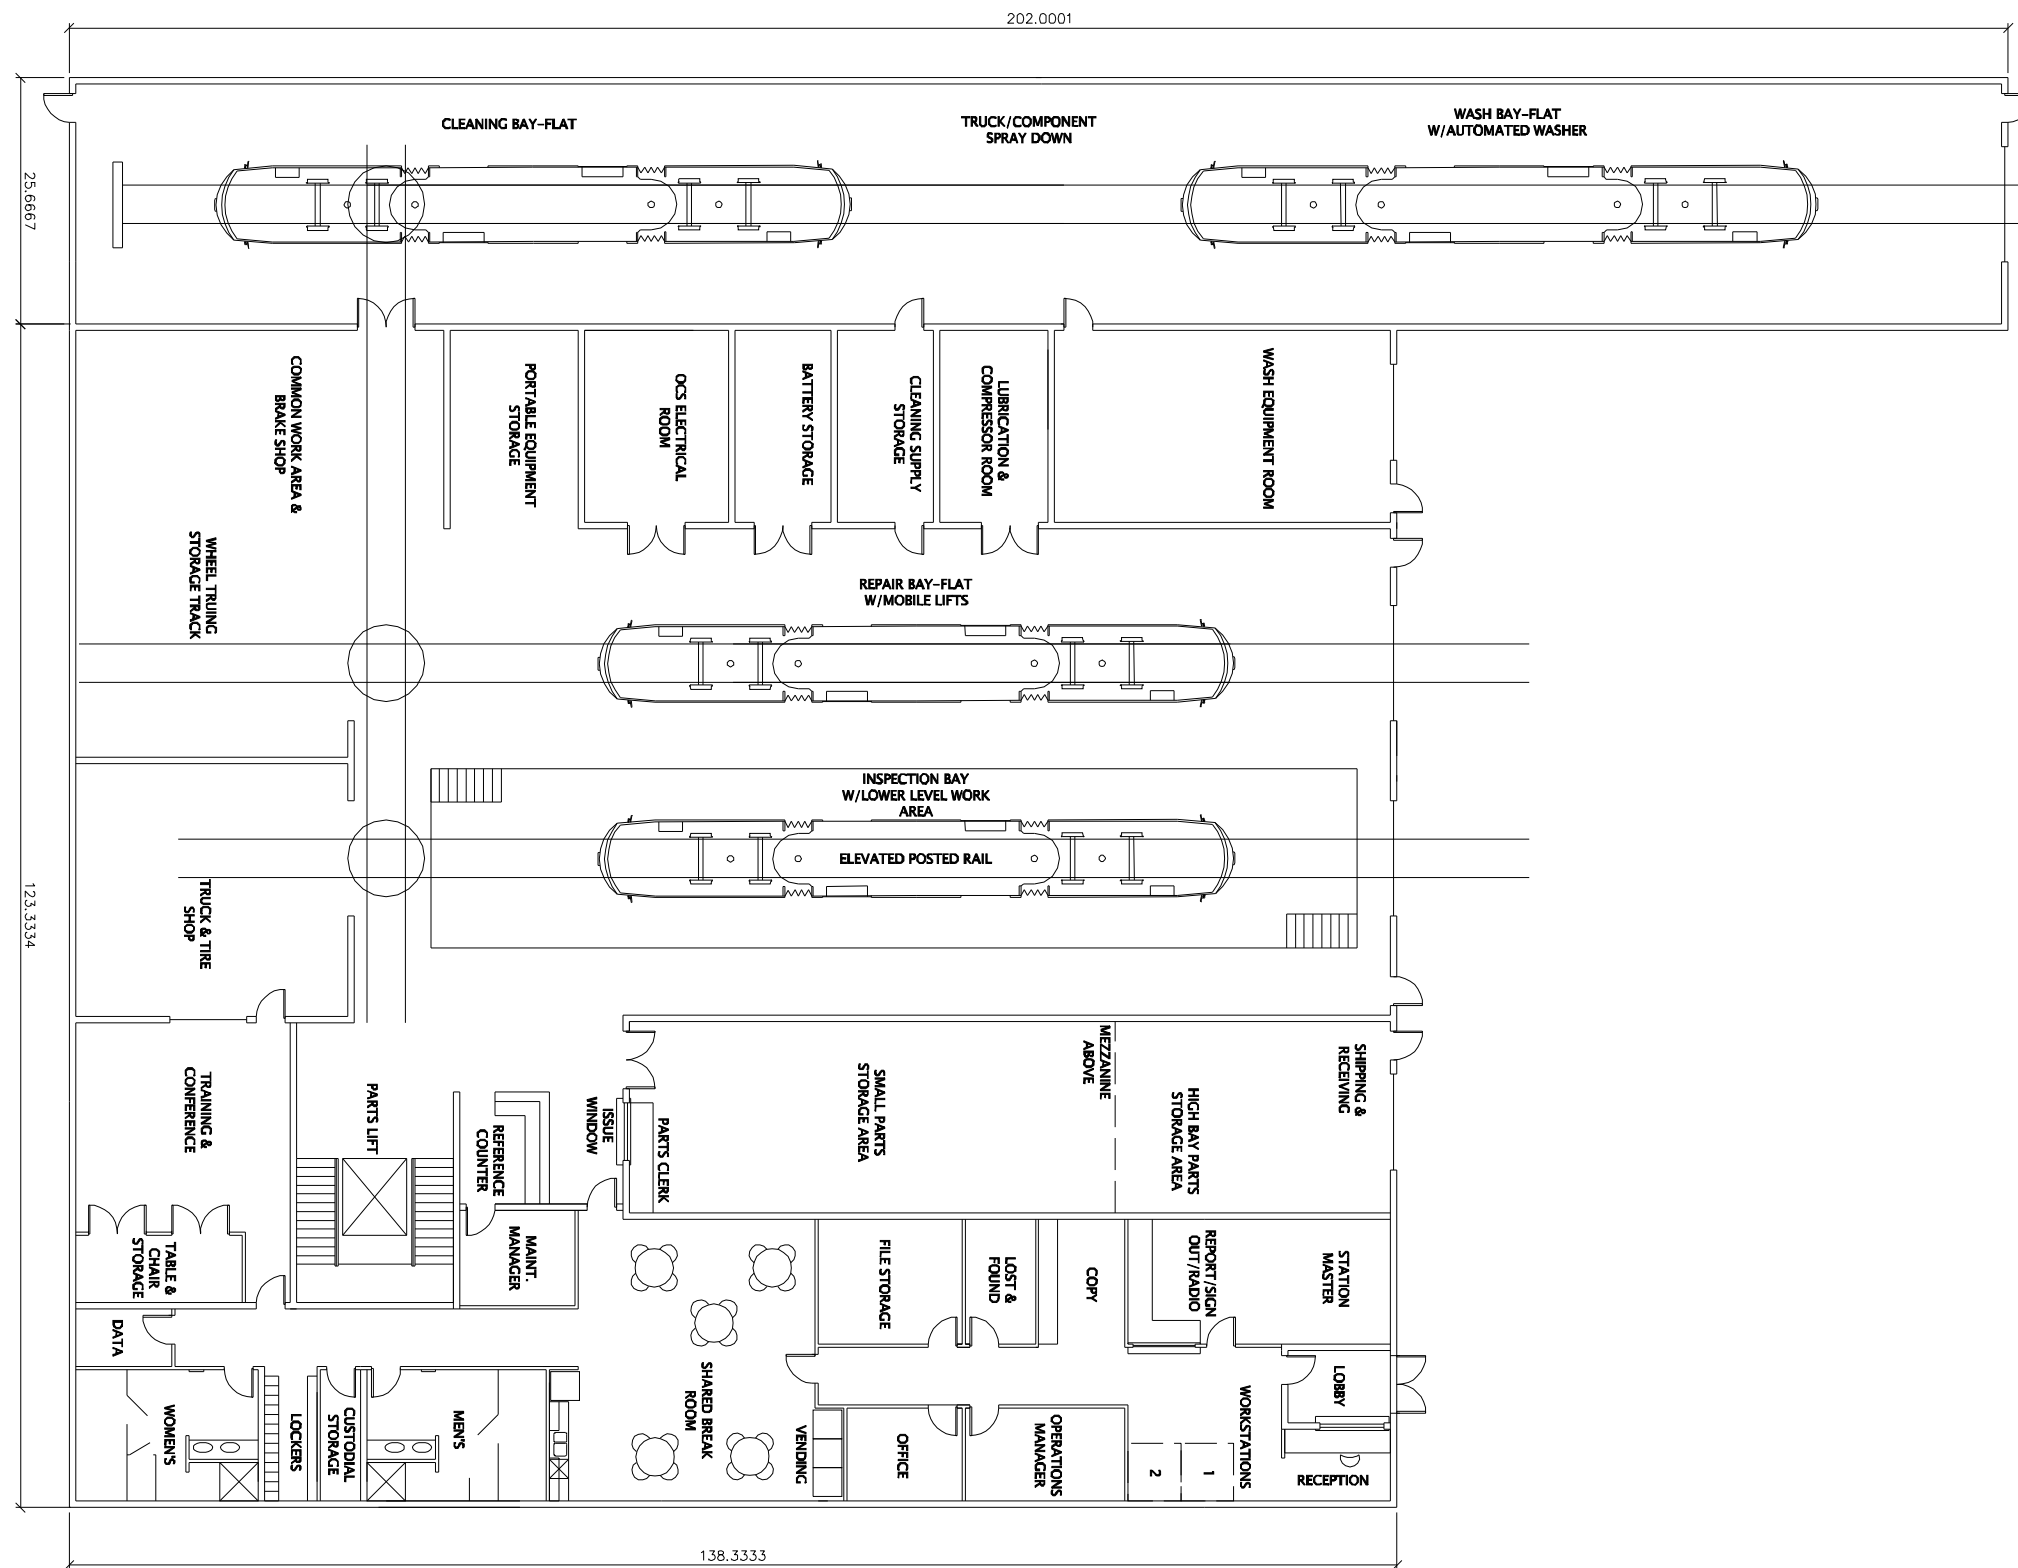 202.0001
CLEANING BAY-FLAT
TRUCK/COMPONENT
SPRAY DOWN
WASH BAY-FLAT
W/AUTOMATED WASHER
25.6667
COMMON WORK AREA &
BRAKE SHOP
PORTABLE EQUIPMENT
STORAGE
OCS ELECTRICAL
ROOM
BATTERY STORAGE
CLEANING SUPPLY
STORAGE
LUBRICATION &
COMPRESSOR ROOM
WASH EQUIPMENT ROOM
WHEEL TRUING
STORAGE TRACK
REPAIR BAY-FLAT
W/MOBILE LIFTS
INSPECTION BAY
W/LOWER LEVEL WORK
AREA
ELEVATED POSTED RAIL
123.3334
TRUCK & TIRE
SHOP
TRAINING &
CONFERENCE
PARTS LIFT
REFERENCE
COUNTER
ISSUE
WINDOW
PARTS CLERK
SMALL PARTS
STORAGE AREA
MEZZANINE
ABOVE
HIGH BAY PARTS
STORAGE AREA
SHIPPING &
RECEIVING
TABLE &
CHAIR
STORAGE
MAINT.
MANAGER
FILE STORAGE
LOST &
FOUND
COPY
REPORT/SIGN
OUT/RADIO
STATION
MASTER
DATA
SHARED BREAK
ROOM
LOBBY
WOMEN'S
LOCKERS
CUSTODIAL
STORAGE
MEN'S
VENDING
OFFICE
OPERATIONS
MANAGER
2
1
WORKSTATIONS
RECEPTION
138.3333